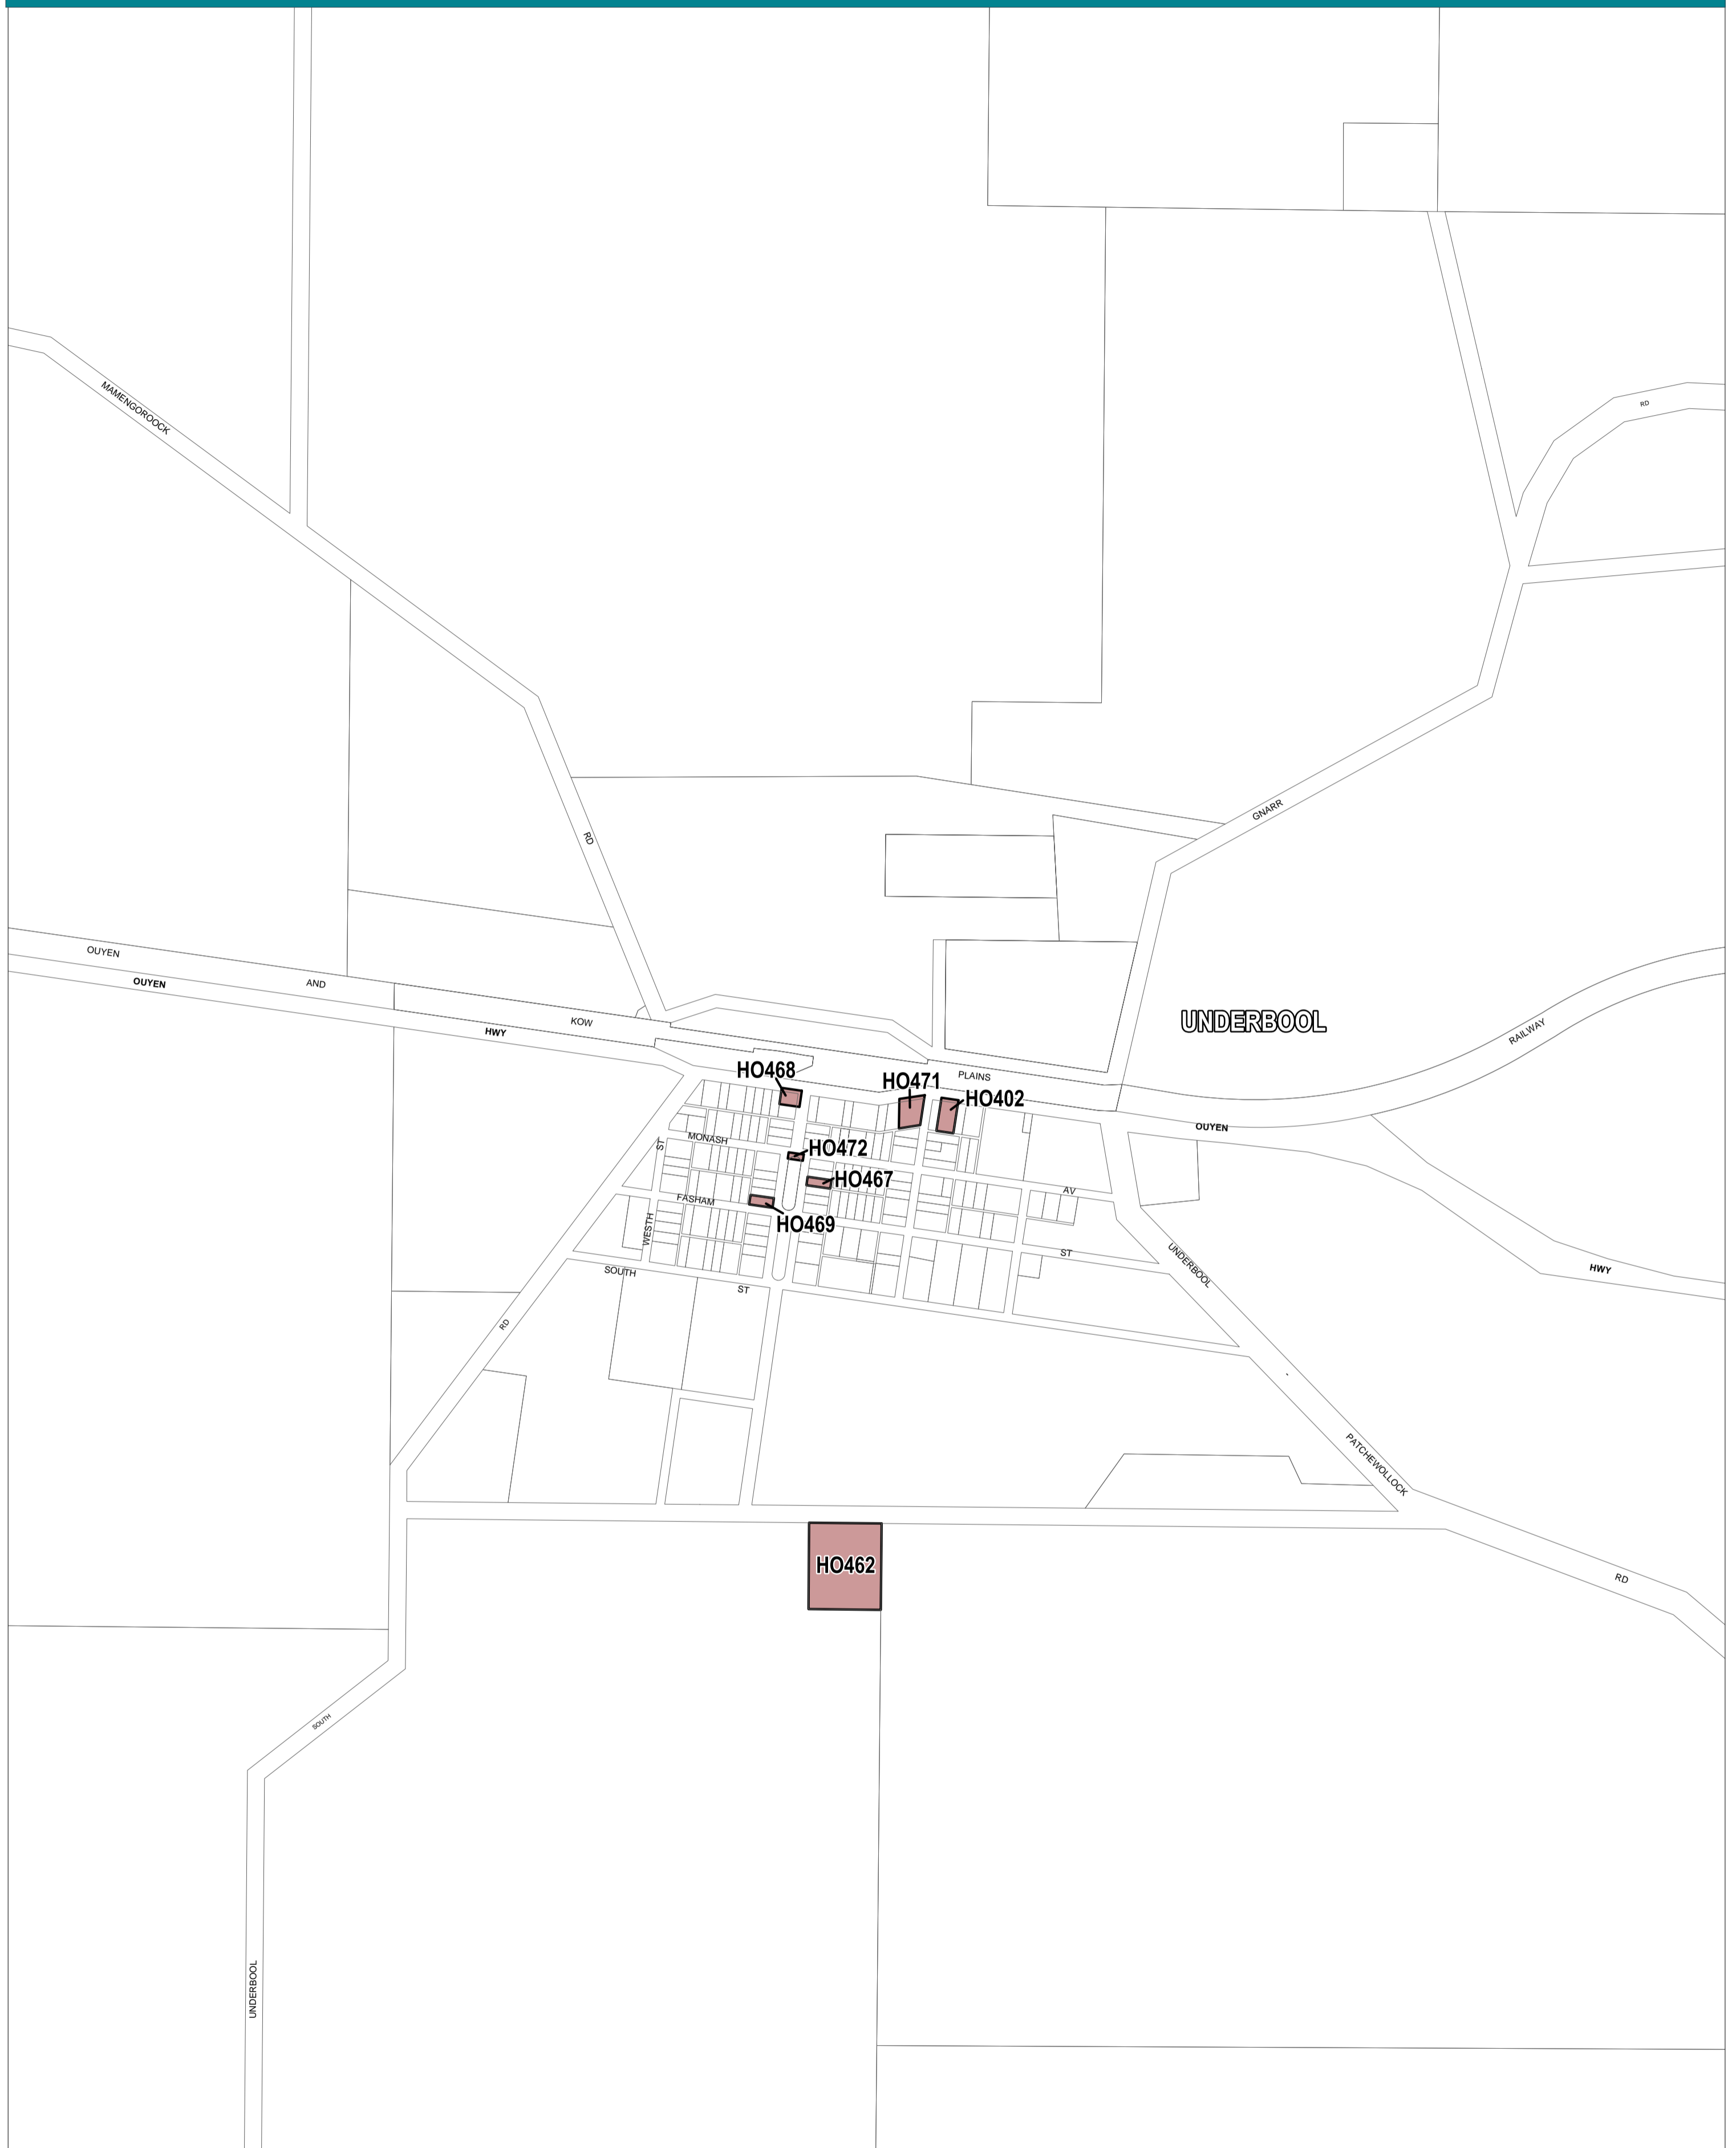 MAMENGOROOCK
RD
RD
GNARR
OUYEN
OUYEN
AND
KOW
HWY
UNDERBOOL
RAILWAY
HO468
HO471
PLAINS
HO402
OUYEN
MONASH
ST
HO472
HO467
AV
FASHAM
HO469
WESTH
ST
UNDERBOOL
SOUTH
ST
HWY
RD
-
PATCHEWOLLOCK
HO462
RD
SOUTH
UNDERBOOL